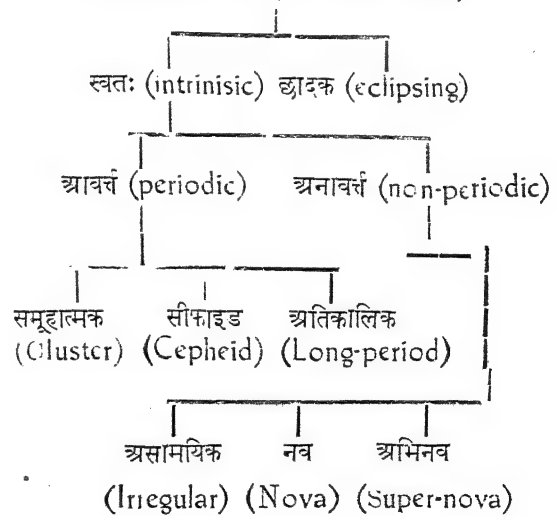 स्वतः (intrinisic) छादक (eclipsing)
आवर्त्त (periodic) अनावर्त्त (non-periodic)
समूहात्मक सीफाइड अतिकालिक
(Cluster) (Cepheid) (Long-period)
असामयिक नव अभिनव
(Irregular) (Nova) (Super-nova)